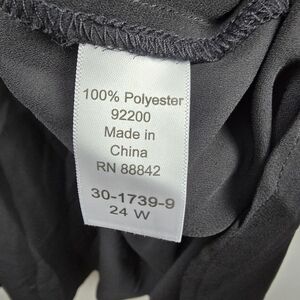 100% Polyester
92200
Made in
China
RN 88842
30-1739-9
24 W